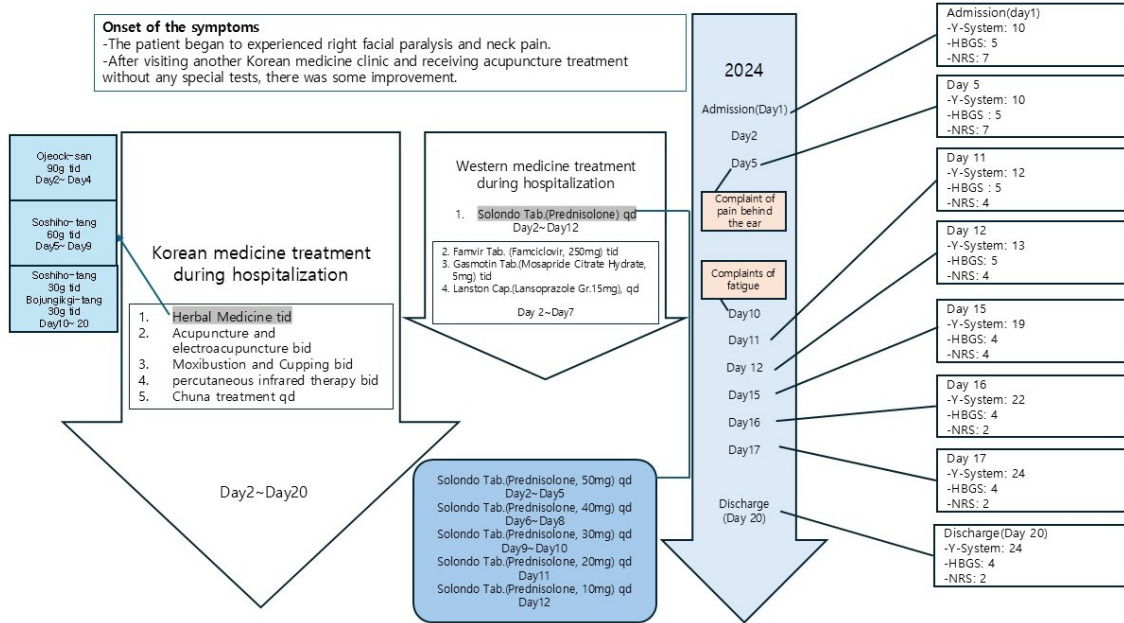 Onset of the symptoms
-The patient began to experienced right facial paralysis and neck pain.
-After visiting another Korean medicine clinic and receiving acupuncture treatment
without any special tests, there was some improvement.
Ojeock-san
90g tid
Day2~ Day4
Soshiho-tang
60g tid
Day5~ Day9
Soshiho-tang
30g tid
Bojungikgi-tang
30g tid
Day10~ 20
Korean medicine treatment
during hospitalization
1. Herbal Medicine tid
2. Acupuncture and
electroacupuncture bid
3. Moxibustion and Cupping bid
4. percutaneous infrared therapy bid
5. Chuna treatment qd
Day2~Day20
Western medicine treatment
during hospitalization
1. Solondo Tab.(Prednisolone) qd
Day2~Day12
2. Famvir Tab. (Famciclovir, 250mg) tid
3. Gasmotin Tab.(Mosapride Citrate Hydrate,
5mg) tid
4. Lanston Cap.(Lansoprazole Gr.15mg), qd
Day 2~Day7
Solondo Tab.(Prednisolone, 50mg) qd
Day2~Day5
Solondo Tab.(Prednisolone, 40mg) qd
Day6~Day8
Solondo Tab.(Prednisolone, 30mg) qd
Day9~Day10
Solondo Tab.(Prednisolone, 20mg) qd
Day11
Solondo Tab.(Prednisolone, 10mg) qd
Day12
2024
Admission(Day1)
Day2
Day5
Complaint of
pain behind
the ear
Complaints of
fatigue
Day10
Day11
Day 12
Day15
Day16
Day17
Discharge
(Day 20)
Admission(day1)
-Y-System: 10
-HBGS: 5
-NRS: 7
Day 5
-Y-System: 10
-HBGS : 5
-NRS: 7
Day 11
-Y-System: 12
-HBGS : 5
-NRS: 4
Day 12
-Y-System: 13
-HBGS: 5
-NRS: 4
Day 15
-Y-System: 19
-HBGS: 4
-NRS: 4
Day 16
-Y-System: 22
-HBGS: 4
-NRS: 2
Day 17
-Y-System: 24
-HBGS: 4
-NRS: 2
Discharge(Day 20)
-Y-System: 24
-HBGS: 4
-NRS: 2